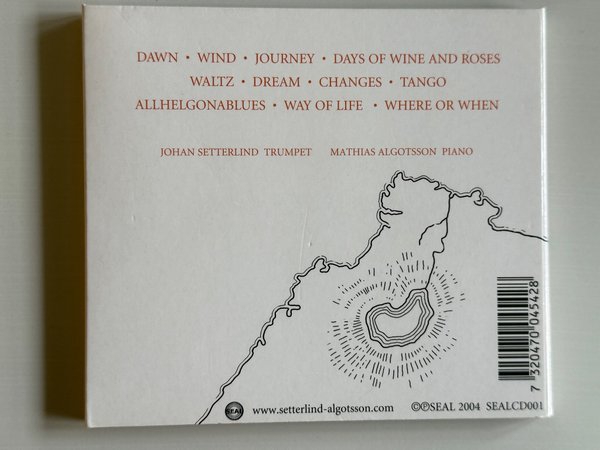 DAWN • WIND • JOURNEY • DAYS OF WINE AND ROSES
WALTZ • DREAM • CHANGES • TANGO
ALLHELGONABLUES • WAY OF LIFE • WHERE OR WHEN
JOHAN SETTERLIND TRUMPET MATHIAS ALGOTSSON PIANO
7 320470 045428
SEAL www.setterlind-algotsson.com ©℗SEAL 2004 SEALCD001